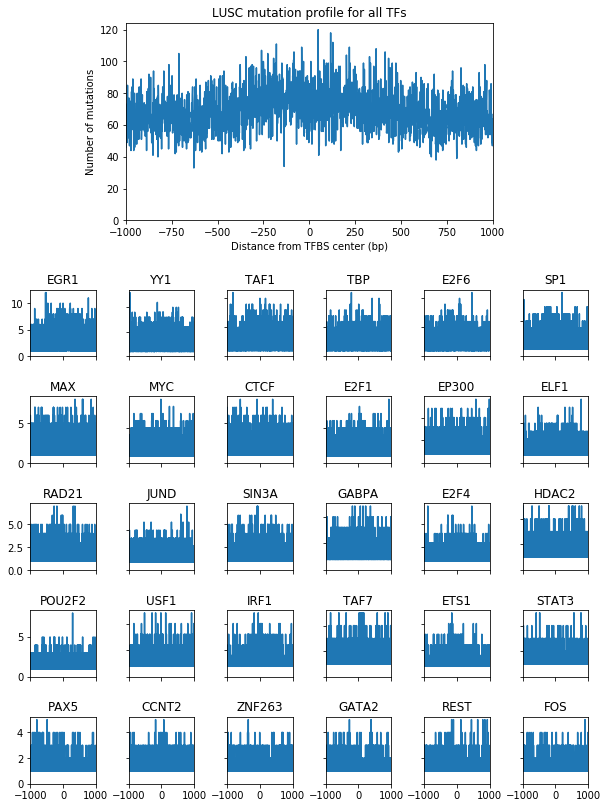 LUSC mutation profile for all TFs
120
100
80
60
40
20
0
Number of mutations
−1000 −750 −500 −250 0 250 500 750 1000
Distance from TFBS center (bp)
EGR1 YY1 TAF1 TBP E2F6 SP1
10
5
0
MAX MYC CTCF E2F1 EP300 ELF1
5
0
RAD21 JUND SIN3A GABPA E2F4 HDAC2
5.0
2.5
0.0
POU2F2 USF1 IRF1 TAF7 ETS1 STAT3
5
0
PAX5 CCNT2 ZNF263 GATA2 REST FOS
4
2
0
−1000 0 1000 −1000 0 1000 −1000 0 1000 −1000 0 1000 −1000 0 1000 −1000 0 1000